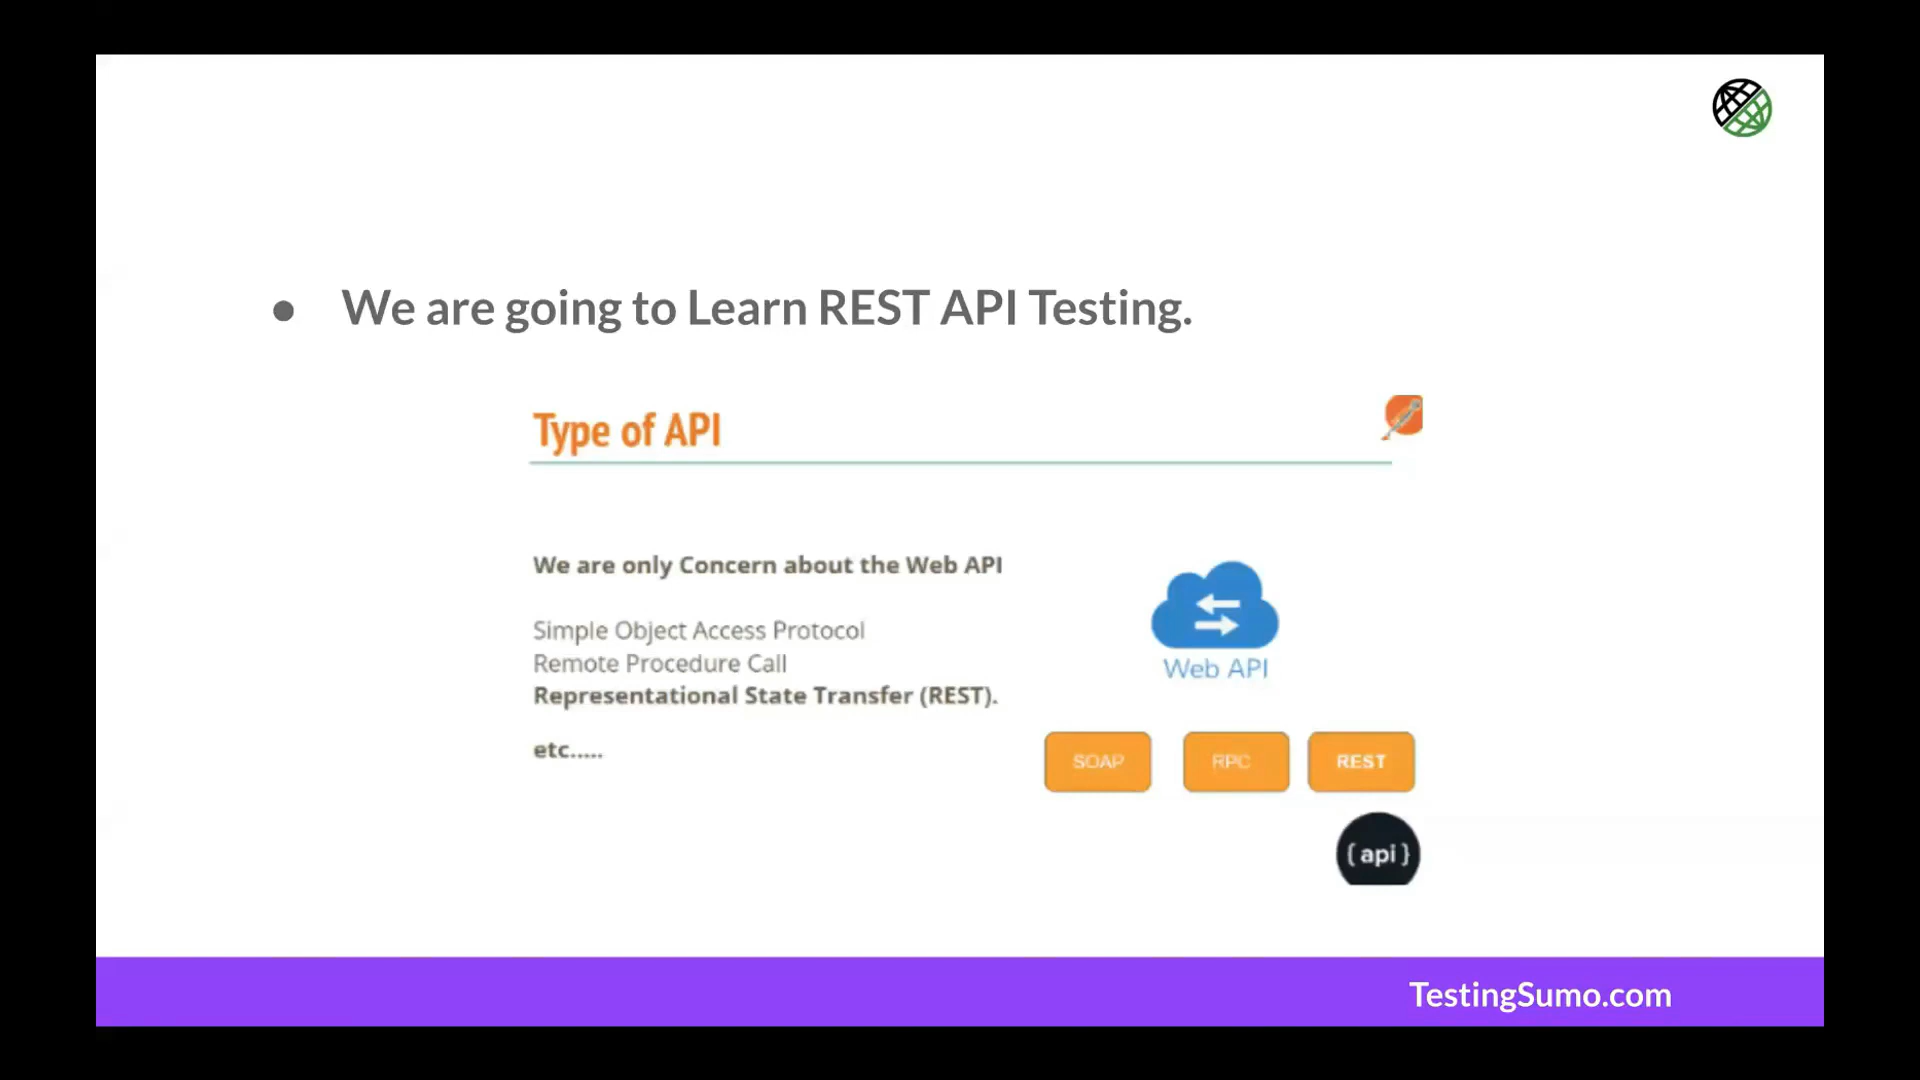 ● We are going to Learn REST API Testing.
Type of API
We are only Concern about the Web API
Simple Object Access Protocol
Remote Procedure Call
Representational State Transfer (REST).
etc.....
Web API
SOAP RPC REST
{api}
TestingSumo.com